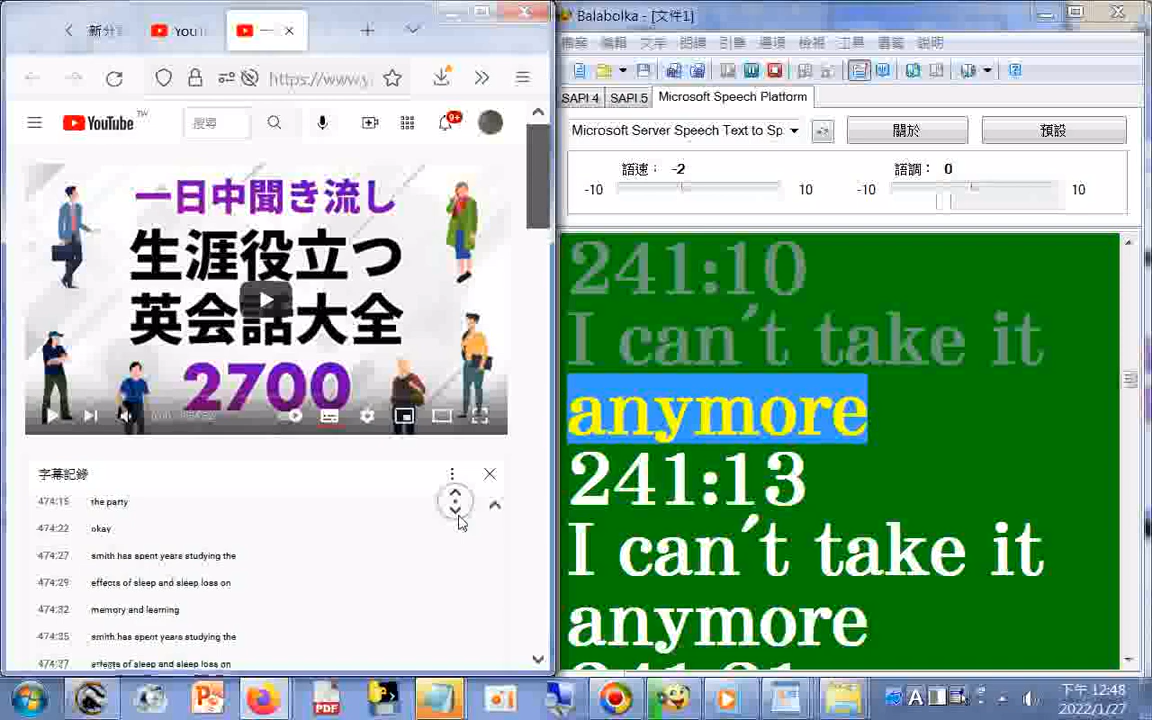 新分
YouT
https://www.y
YouTube TW
搜尋
9+
一日中聞き流し
生涯役立つ
英会話大全
2700
字幕記錄
474:15 the party
474:22 okay
474:27 smith has spent years studying the
474:29 effects of sleep and sleep loss on
474:32 memory and learning
474:35 smith has spent years studying the
474:37 effects of sleep and sleep loss on
Balabolka - [文件1]
檔案 編輯 文字 朗讀 引擎 選項 檢視 工具 書籤 說明
SAPI 4 SAPI 5 Microsoft Speech Platform
Microsoft Server Speech Text to Sp
關於 預設
語速： -2 語調： 0
-10 10 -10 10
241:10
I can't take it
anymore
241:13
I can't take it
anymore
PDF
A
下午 12:48
2022/1/27